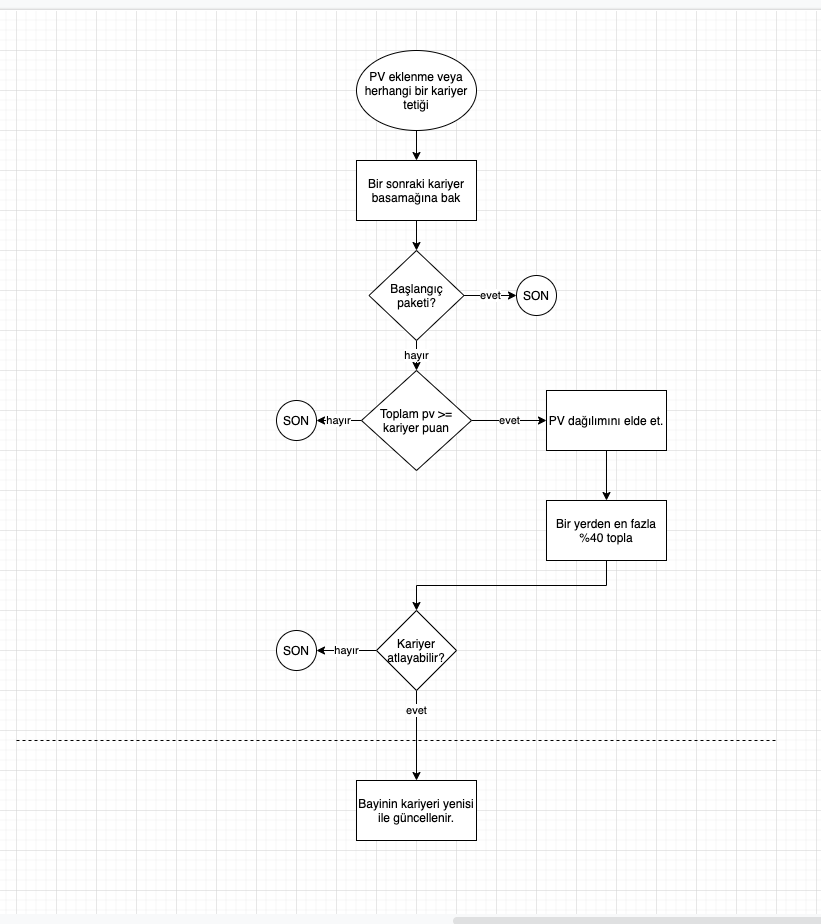 PV eklenme veya
herhangi bir kariyer
tetiği
Bir sonraki kariyer
basamağına bak
Başlangıç
paketi?
evet
SON
hayır
SON
hayır
Toplam pv >=
kariyer puan
evet
PV dağılımını elde et.
Bir yerden en fazla
%40 topla
SON
hayır
Kariyer
atlayabilir?
evet
Bayinin kariyeri yenisi
ile güncellenir.